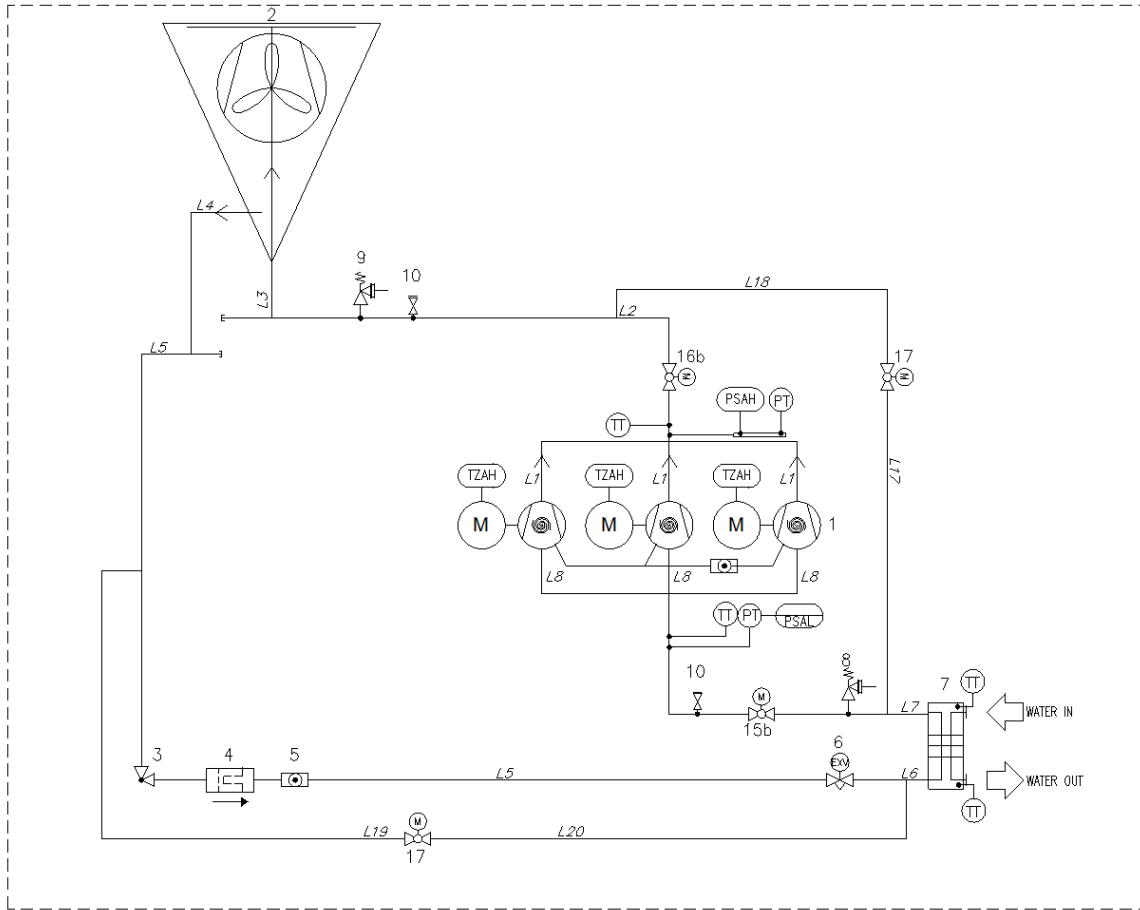 2
L4
9
10
L18
L3
L2
L5
16b
17
N
N
PSAH
PT
TT
L17
TZAH
TZAH
TZAH
L1
L1
L1
M
M
M
1
L8
L8
L8
TT
PT
PSAL
10
8
7
TT
M
L7
WATER IN
15b
3
4
5
6
EXV
L5
L6
WATER OUT
TT
M
L19
L20
17